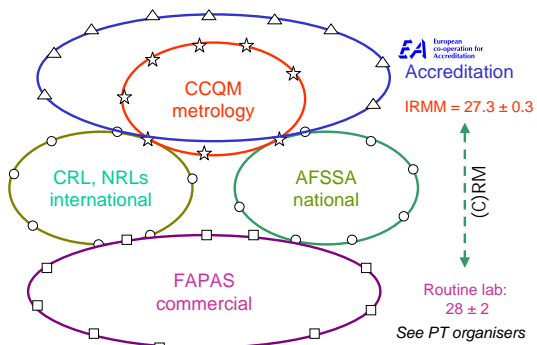 EA European
co-operation for
Accreditation
Accreditation
CCQM
metrology
IRMM = 27.3 ± 0.3
CRL, NRLs
international
AFSSA
national
(C)RM
FAPAS
commercial
Routine lab:
28 ± 2
See PT organisers